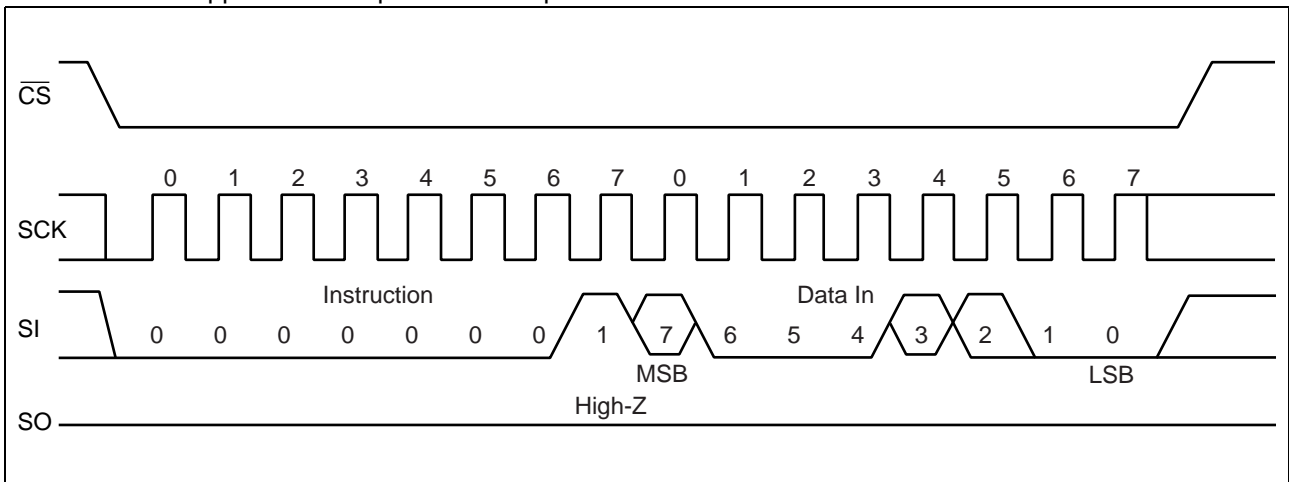 CS
0 1 2 3 4 5 6 7 0 1 2 3 4 5 6 7
SCK
Instruction Data In
SI 0 0 0 0 0 0 0 1 7 6 5 4 3 2 1 0
MSB LSB
High-Z
SO